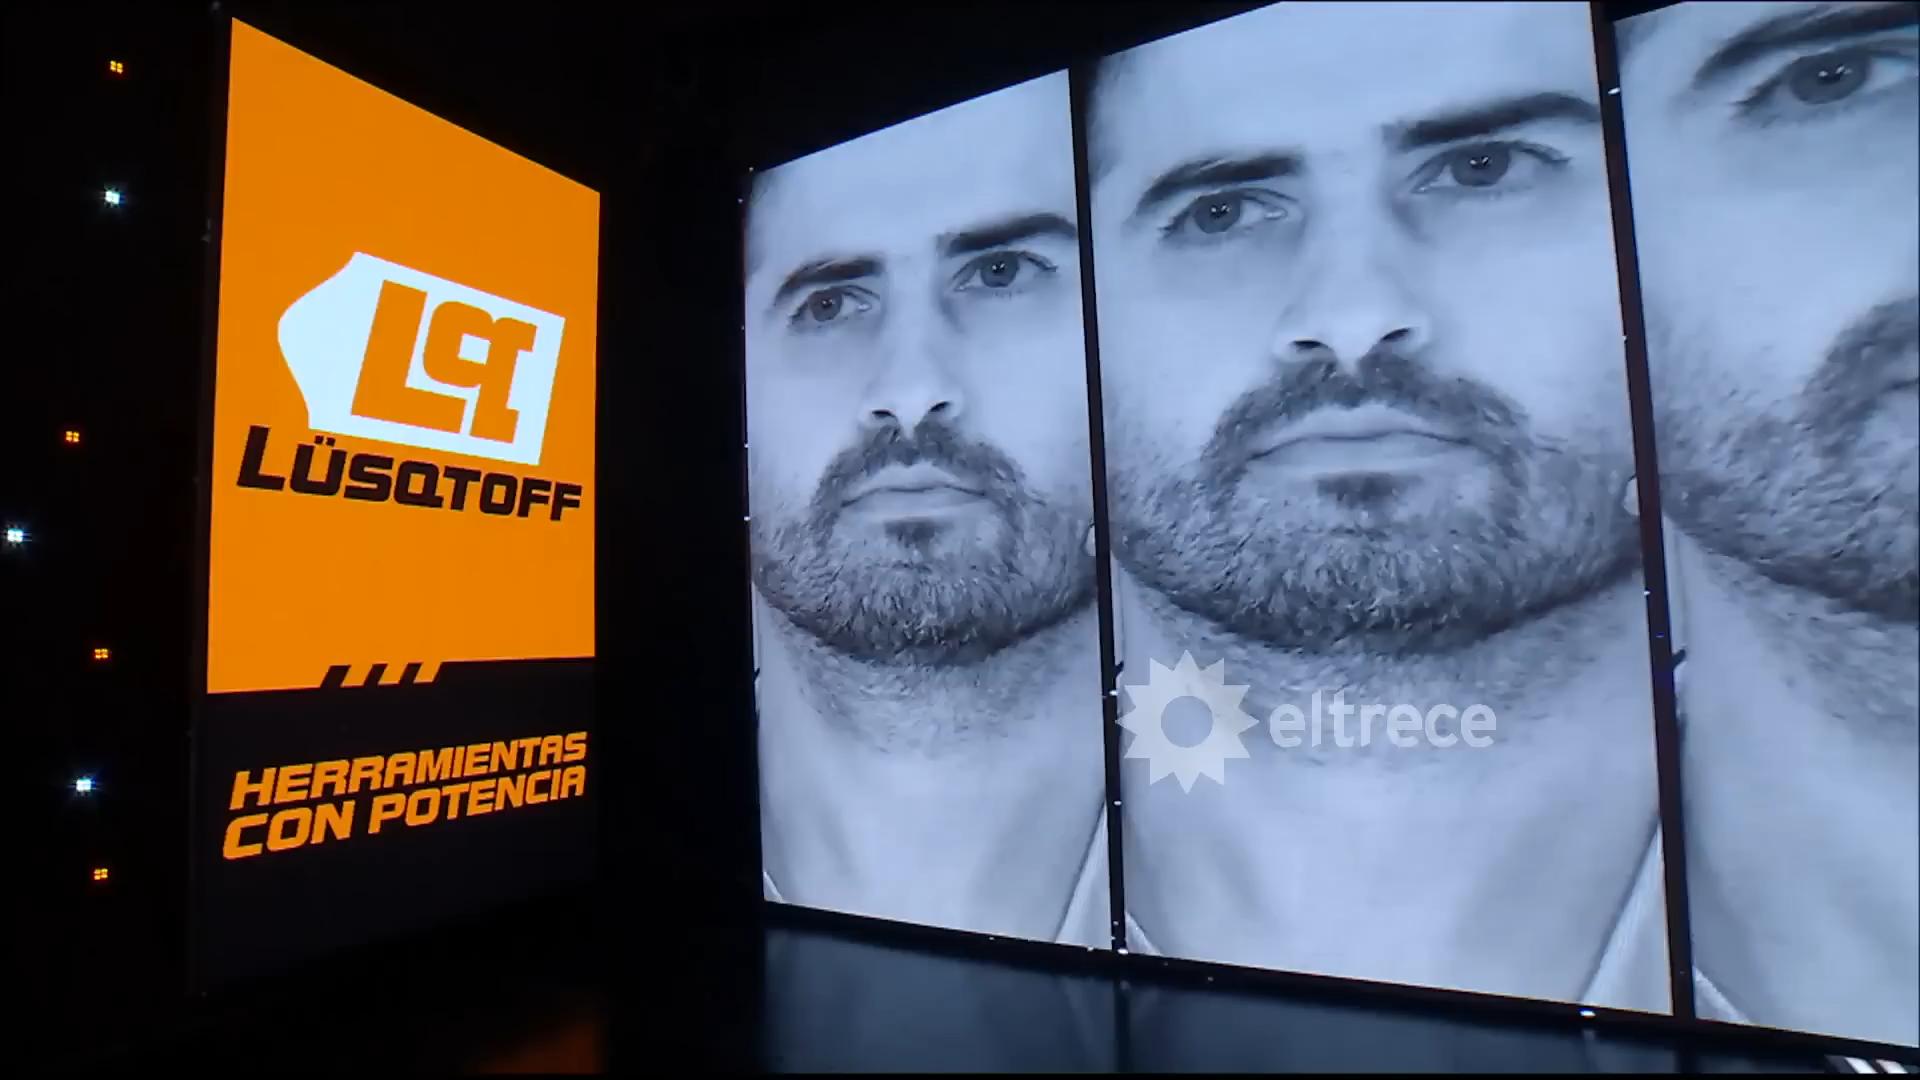 LQ
LÜSQTOFF
HERRAMIENTAS
CON POTENCIA
eltrece